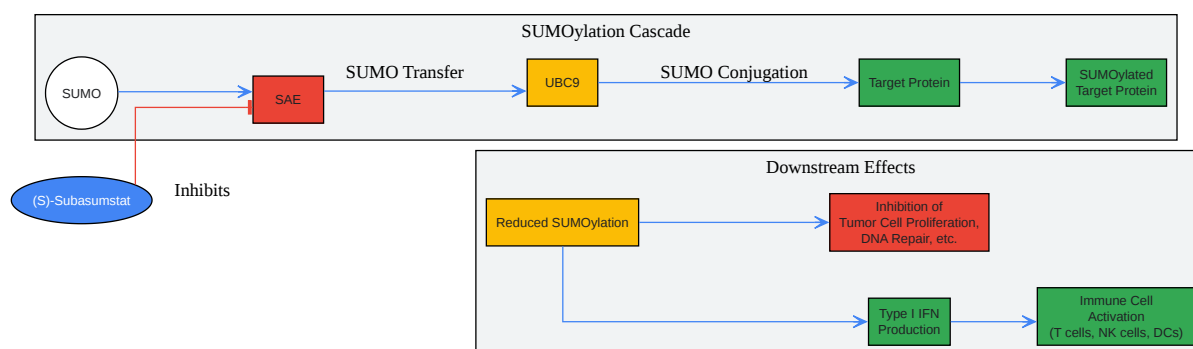 SUMOylation Cascade
SUMO
SAE
SUMO Transfer
UBC9
SUMO Conjugation
Target Protein
SUMOylated
Target Protein
(S)-Subasumstat
Inhibits
Downstream Effects
Reduced SUMOylation
Inhibition of
Tumor Cell Proliferation,
DNA Repair, etc.
Type I IFN
Production
Immune Cell
Activation
(T cells, NK cells, DCs)